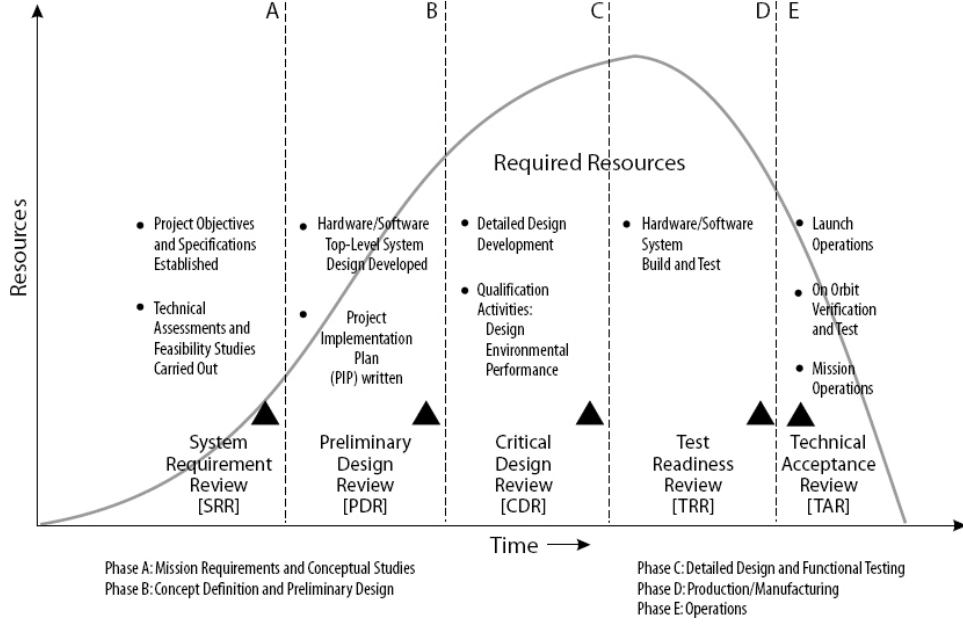 A
B
C
D
E
Resources
Required Resources
Project Objectives
and Specifications
Established
Technical
Assessments and
Feasibility Studies
Carried Out
Hardware/Software
Top-Level System
Design Developed
Project
Implementation
Plan
(PIP) written
Detailed Design
Development
Qualification
Activities:
Design
Environmental
Performance
Hardware/Software
System
Build and Test
Launch
Operations
On Orbit
Verification
and Test
Mission
Operations
System
Requirement
Review
[SRR]
Preliminary
Design
Review
[PDR]
Critical
Design
Review
[CDR]
Test
Readiness
Review
[TRR]
Technical
Acceptance
Review
[TAR]
Time
Phase A: Mission Requirements and Conceptual Studies
Phase B: Concept Definition and Preliminary Design
Phase C: Detailed Design and Functional Testing
Phase D: Production/Manufacturing
Phase E: Operations